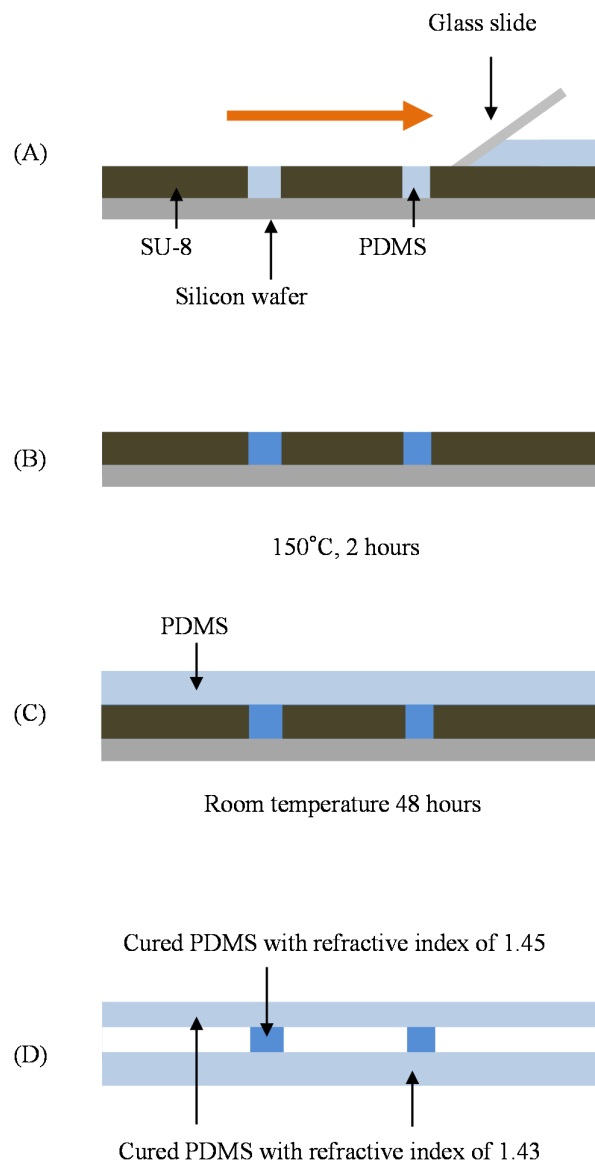 Glass slide
(A)
SU-8
PDMS
Silicon wafer
(B)
150°C, 2 hours
PDMS
(C)
Room temperature 48 hours
Cured PDMS with refractive index of 1.45
(D)
Cured PDMS with refractive index of 1.43